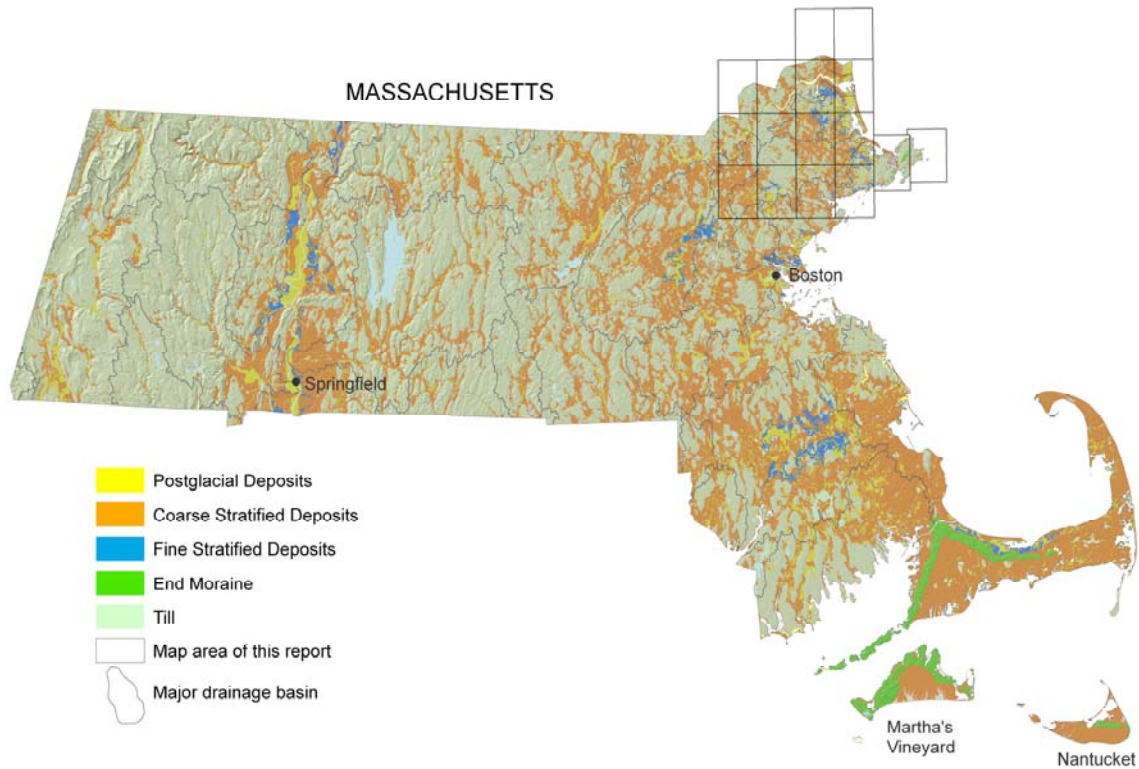 MASSACHUSETTS
Boston
Springfield
Postglacial Deposits
Coarse Stratified Deposits
Fine Stratified Deposits
End Moraine
Till
Map area of this report
Major drainage basin
Martha's
Vineyard
Nantucket